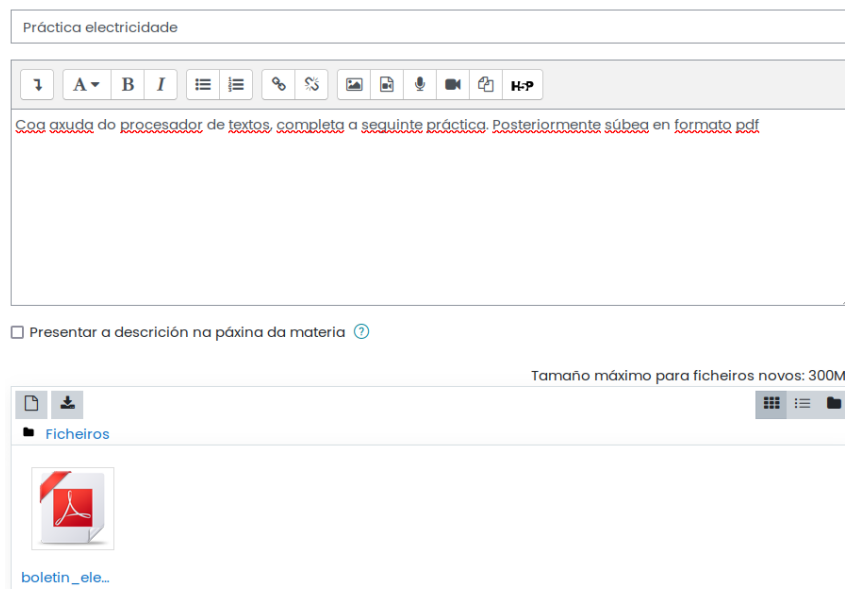 Práctica electricidade
A B I H-P
Coa axuda do procesador de textos, completa a seguinte práctica. Posteriormente súbea en formato pdf
Presentar a descrición na páxina da materia ?
Tamaño máximo para ficheiros novos: 300M
Ficheiros
boletin_ele...